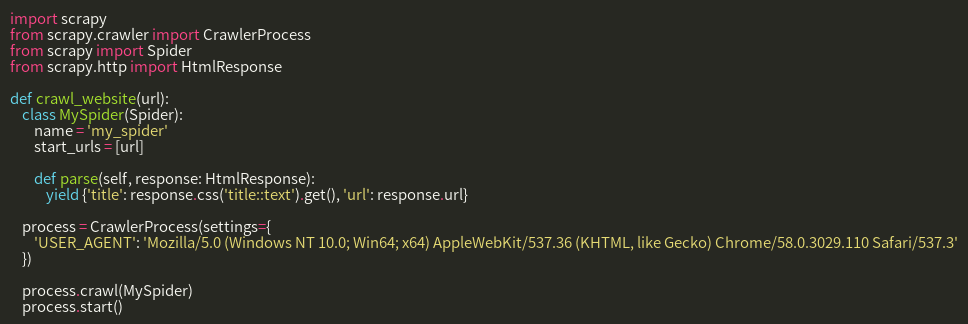 import scrapy
from scrapy.crawler import CrawlerProcess
from scrapy import Spider
from scrapy.http import HtmlResponse

def crawl_website(url):
    class MySpider(Spider):
        name = 'my_spider'
        start_urls = [url]

        def parse(self, response: HtmlResponse):
            yield {'title': response.css('title::text').get(), 'url': response.url}

    process = CrawlerProcess(settings={
        'USER_AGENT': 'Mozilla/5.0 (Windows NT 10.0; Win64; x64) AppleWebKit/537.36 (KHTML, like Gecko) Chrome/58.0.3029.110 Safari/537.3'
    })

    process.crawl(MySpider)
    process.start()